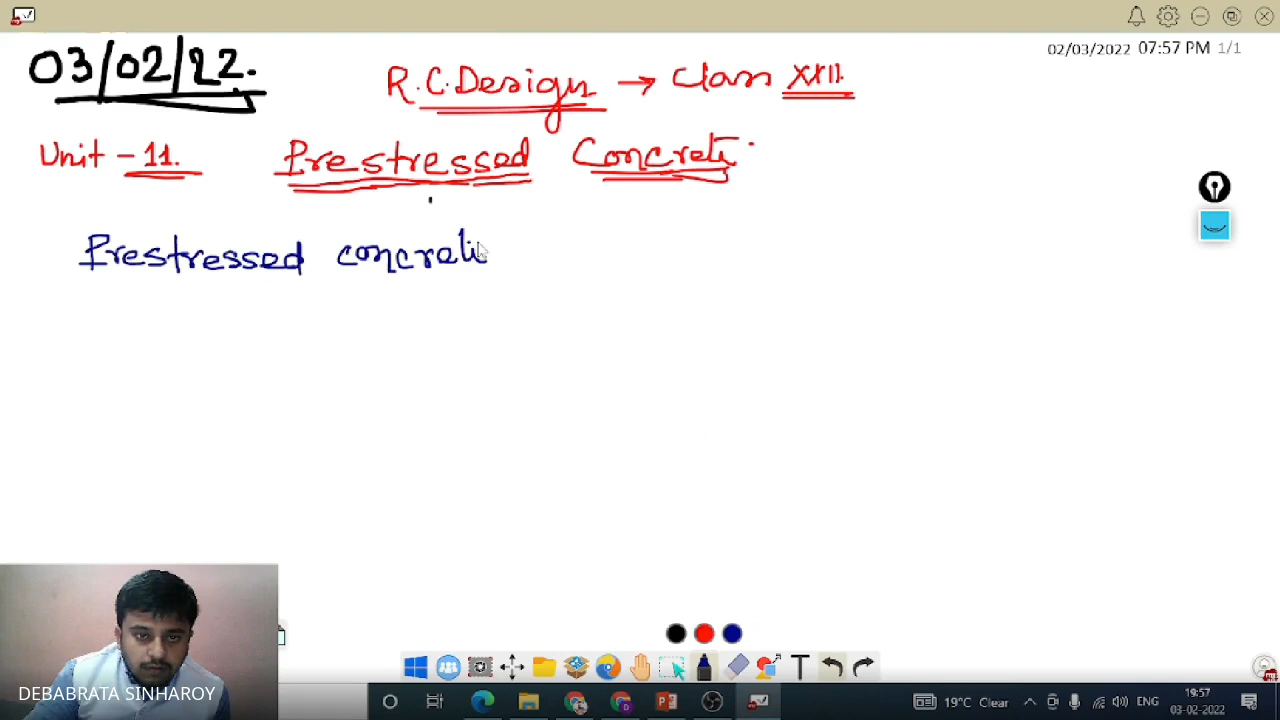 03/02/22.
02/03/2022 07:57 PM 1/1
R.C.Design → Class XXII.
Unit - 11. Prestressed Concrete.
Prestressed concrete
DEBABRATA SINHAROY
T
19°C Clear
ENG
19:57
03-02-2022